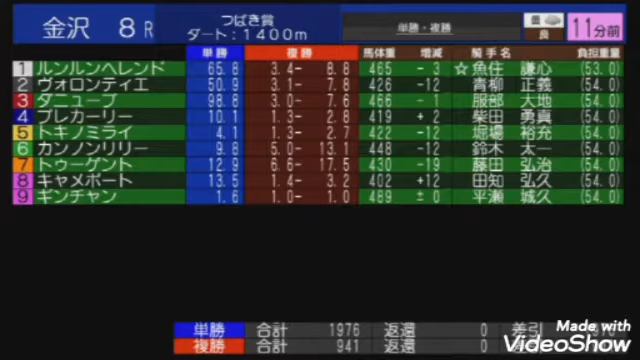 金沢 8R つばき賞 ダート:1400m 単勝・複勝 曇 良 11分前
単勝 複勝 馬体重 増減 騎手名 負担重量
1 ルンルンヘレンド 65.8 3.4- 8.8 465 - 3 ☆魚住 謙心 (53.0)
2 ヴォロンティエ 50.9 3.1- 7.8 426 -12 青柳 正義 (54.0)
3 タニューブ 98.8 3.0- 7.6 466 - 1 服部 大地 (54.0)
4 プレカーリー 10.1 1.3- 2.8 419 + 2 柴田 勇真 (54.0)
5 トキノミライ 4.1 1.3- 2.7 422 -12 堀場 裕充 (54.0)
6 カンノンリリー 9.8 5.0- 13.1 448 -12 鈴木 太一 (54.0)
7 トゥーゲント 12.9 6.6- 17.5 430 -19 藤田 弘治 (54.0)
8 キャメポート 13.5 1.4- 3.2 402 +12 田知 弘久 (54.0)
9 ギンチャン 1.6 1.0- 1.0 489 ± 0 平瀬 城久 (54.0)
単勝 合計 1976 返還 0 差引
複勝 合計 941 返還 0
Made with
VideoShow